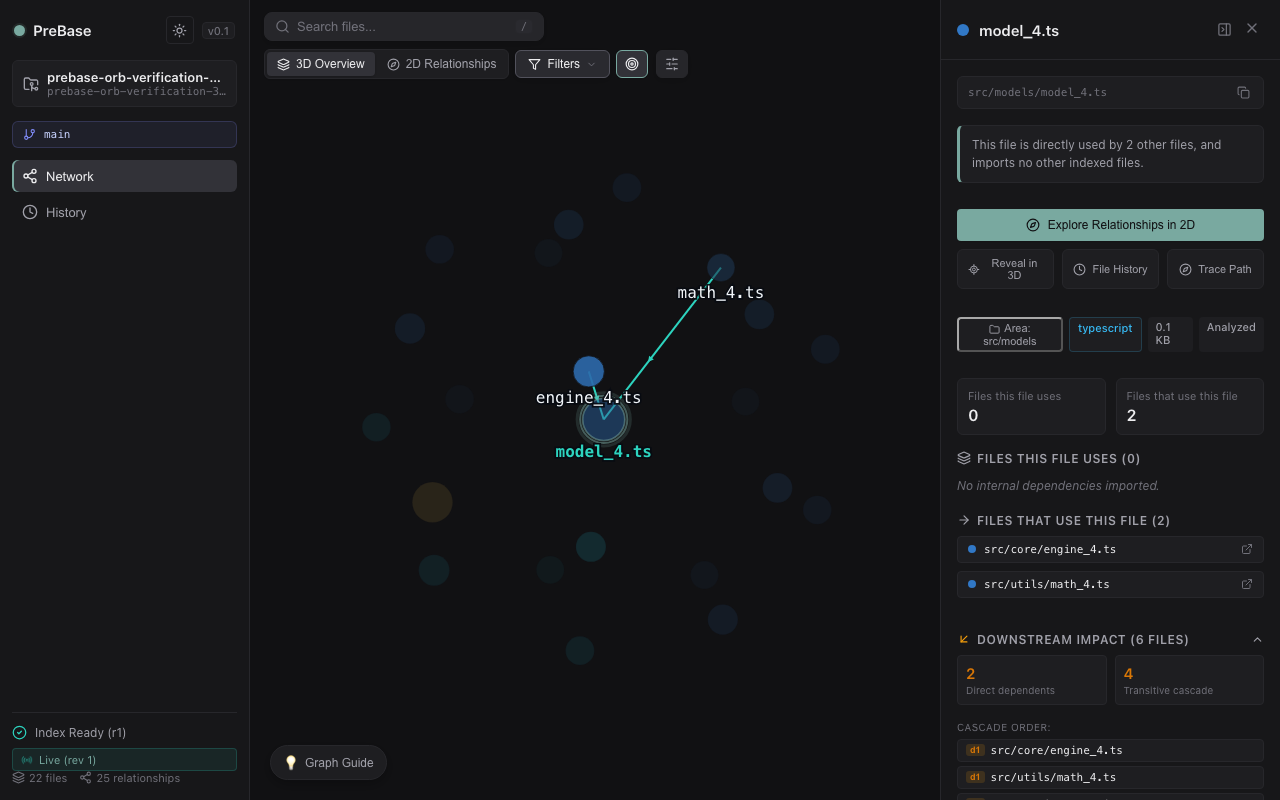 PreBase
v0.1
prebase-orb-verification-...
prebase-orb-verification-3...
main
Network
History
Index Ready (r1)
Live (rev 1)
22 files
25 relationships
Search files...
/
3D Overview
2D Relationships
Filters
math_4.ts
engine_4.ts
model_4.ts
Graph Guide
model_4.ts
src/models/model_4.ts
This file is directly used by 2 other files, and
imports no other indexed files.
Explore Relationships in 2D
Reveal in
3D
File History
Trace Path
Area:
src/models
typescript
0.1
KB
Analyzed
Files this file uses
0
Files that use this file
2
FILES THIS FILE USES (0)
No internal dependencies imported.
FILES THAT USE THIS FILE (2)
src/core/engine_4.ts
src/utils/math_4.ts
DOWNSTREAM IMPACT (6 FILES)
2
Direct dependents
4
Transitive cascade
CASCADE ORDER:
d1 src/core/engine_4.ts
d1 src/utils/math_4.ts